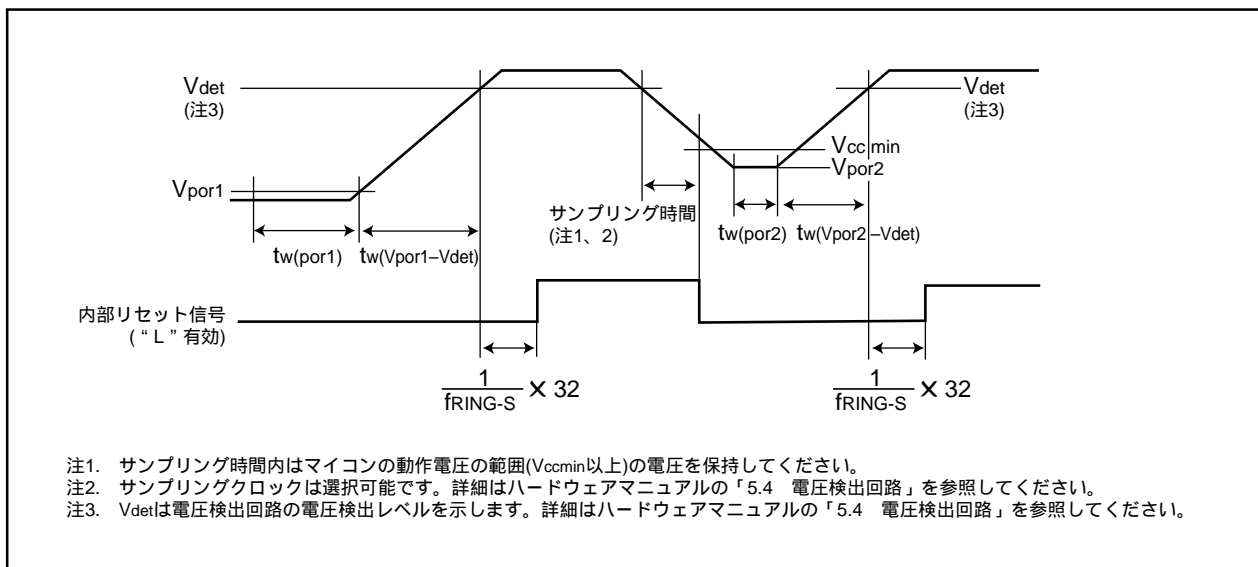 Vdet
(注3)
Vdet
(注3)
Vcc min
Vpor2
Vpor1
サンプリング時間
(注1、2)
tw(por1)
tw(Vpor1–Vdet)
tw(por2)
tw(Vpor2–Vdet)
内部リセット信号
( “ L ” 有効)
1
fRING-S
× 32
1
fRING-S
× 32
注1. サンプリング時間内はマイコンの動作電圧の範囲(Vccmin以上)の電圧を保持してください。
注2. サンプリングクロックは選択可能です。詳細はハードウェアマニュアルの「5.4 電圧検出回路」を参照してください。
注3. Vdetは電圧検出回路の電圧検出レベルを示します。詳細はハードウェアマニュアルの「5.4 電圧検出回路」を参照してください。